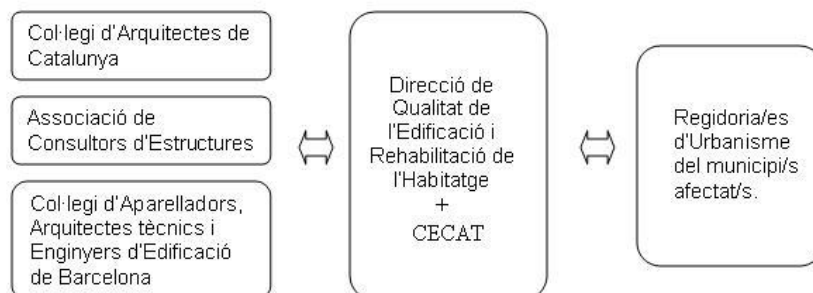 Col·legi d'Arquitectes de
Catalunya
Associació de
Consultors d'Estructures
Col·legi d'Aparelladors,
Arquitectes tècnics i
Enginyers d'Edificació
de Barcelona
Direcció de
Qualitat de
l'Edificació i
Rehabilitació de
l'Habitatge
+
CECAT
Regidoria/es
d'Urbanisme
del municipi/s
afectat/s.